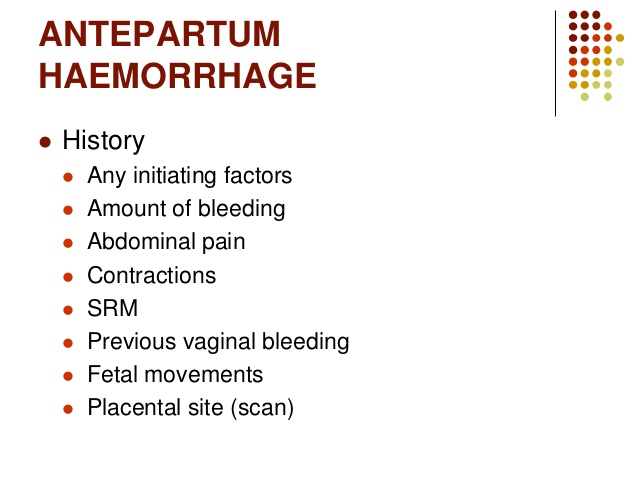 ANTEPARTUM
HAEMORRHAGE
History
Any initiating factors
Amount of bleeding
Abdominal pain
Contractions
SRM
Previous vaginal bleeding
Fetal movements
Placental site (scan)